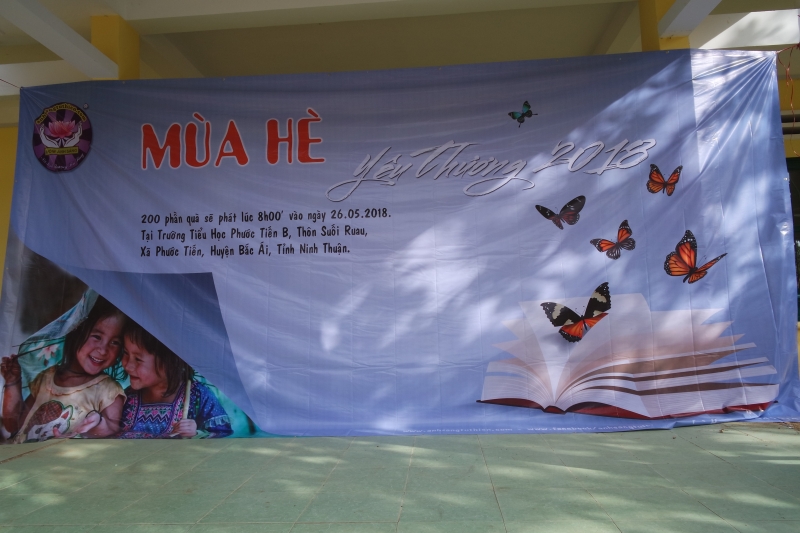 MÙA HÈ
Yêu Thương 2018
200 phần quà sẽ phát lúc 8h00' vào ngày 26.05.2018.
Tại Trường Tiểu Học Phước Tiến B, Thôn Suối Ruau,
Xã Phước Tiến, Huyện Bác Ái, Tỉnh Ninh Thuận.